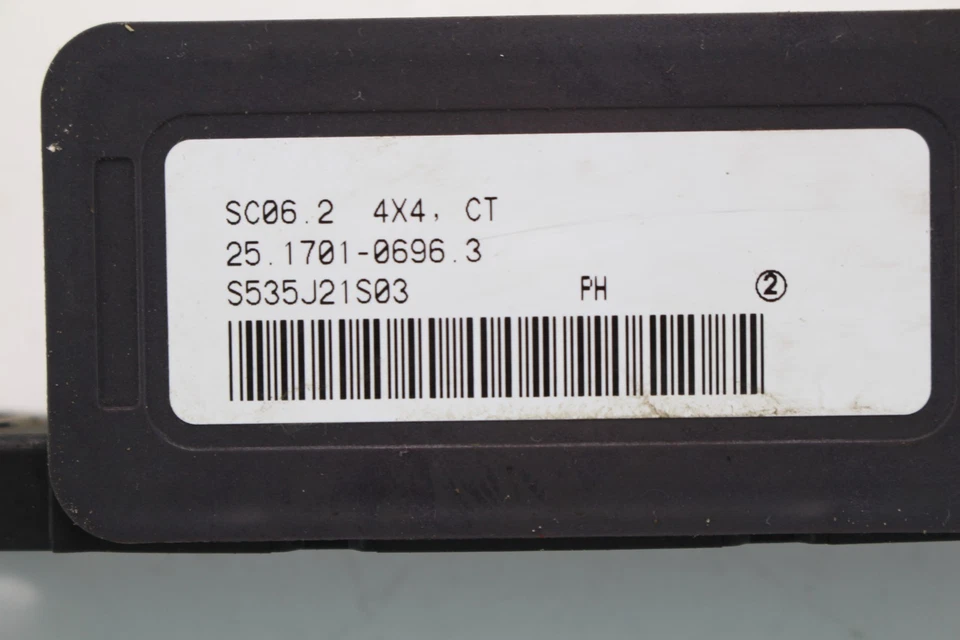 SC06.2 4X4, CT
25.1701-0696.3
S535J21S03 PH ②